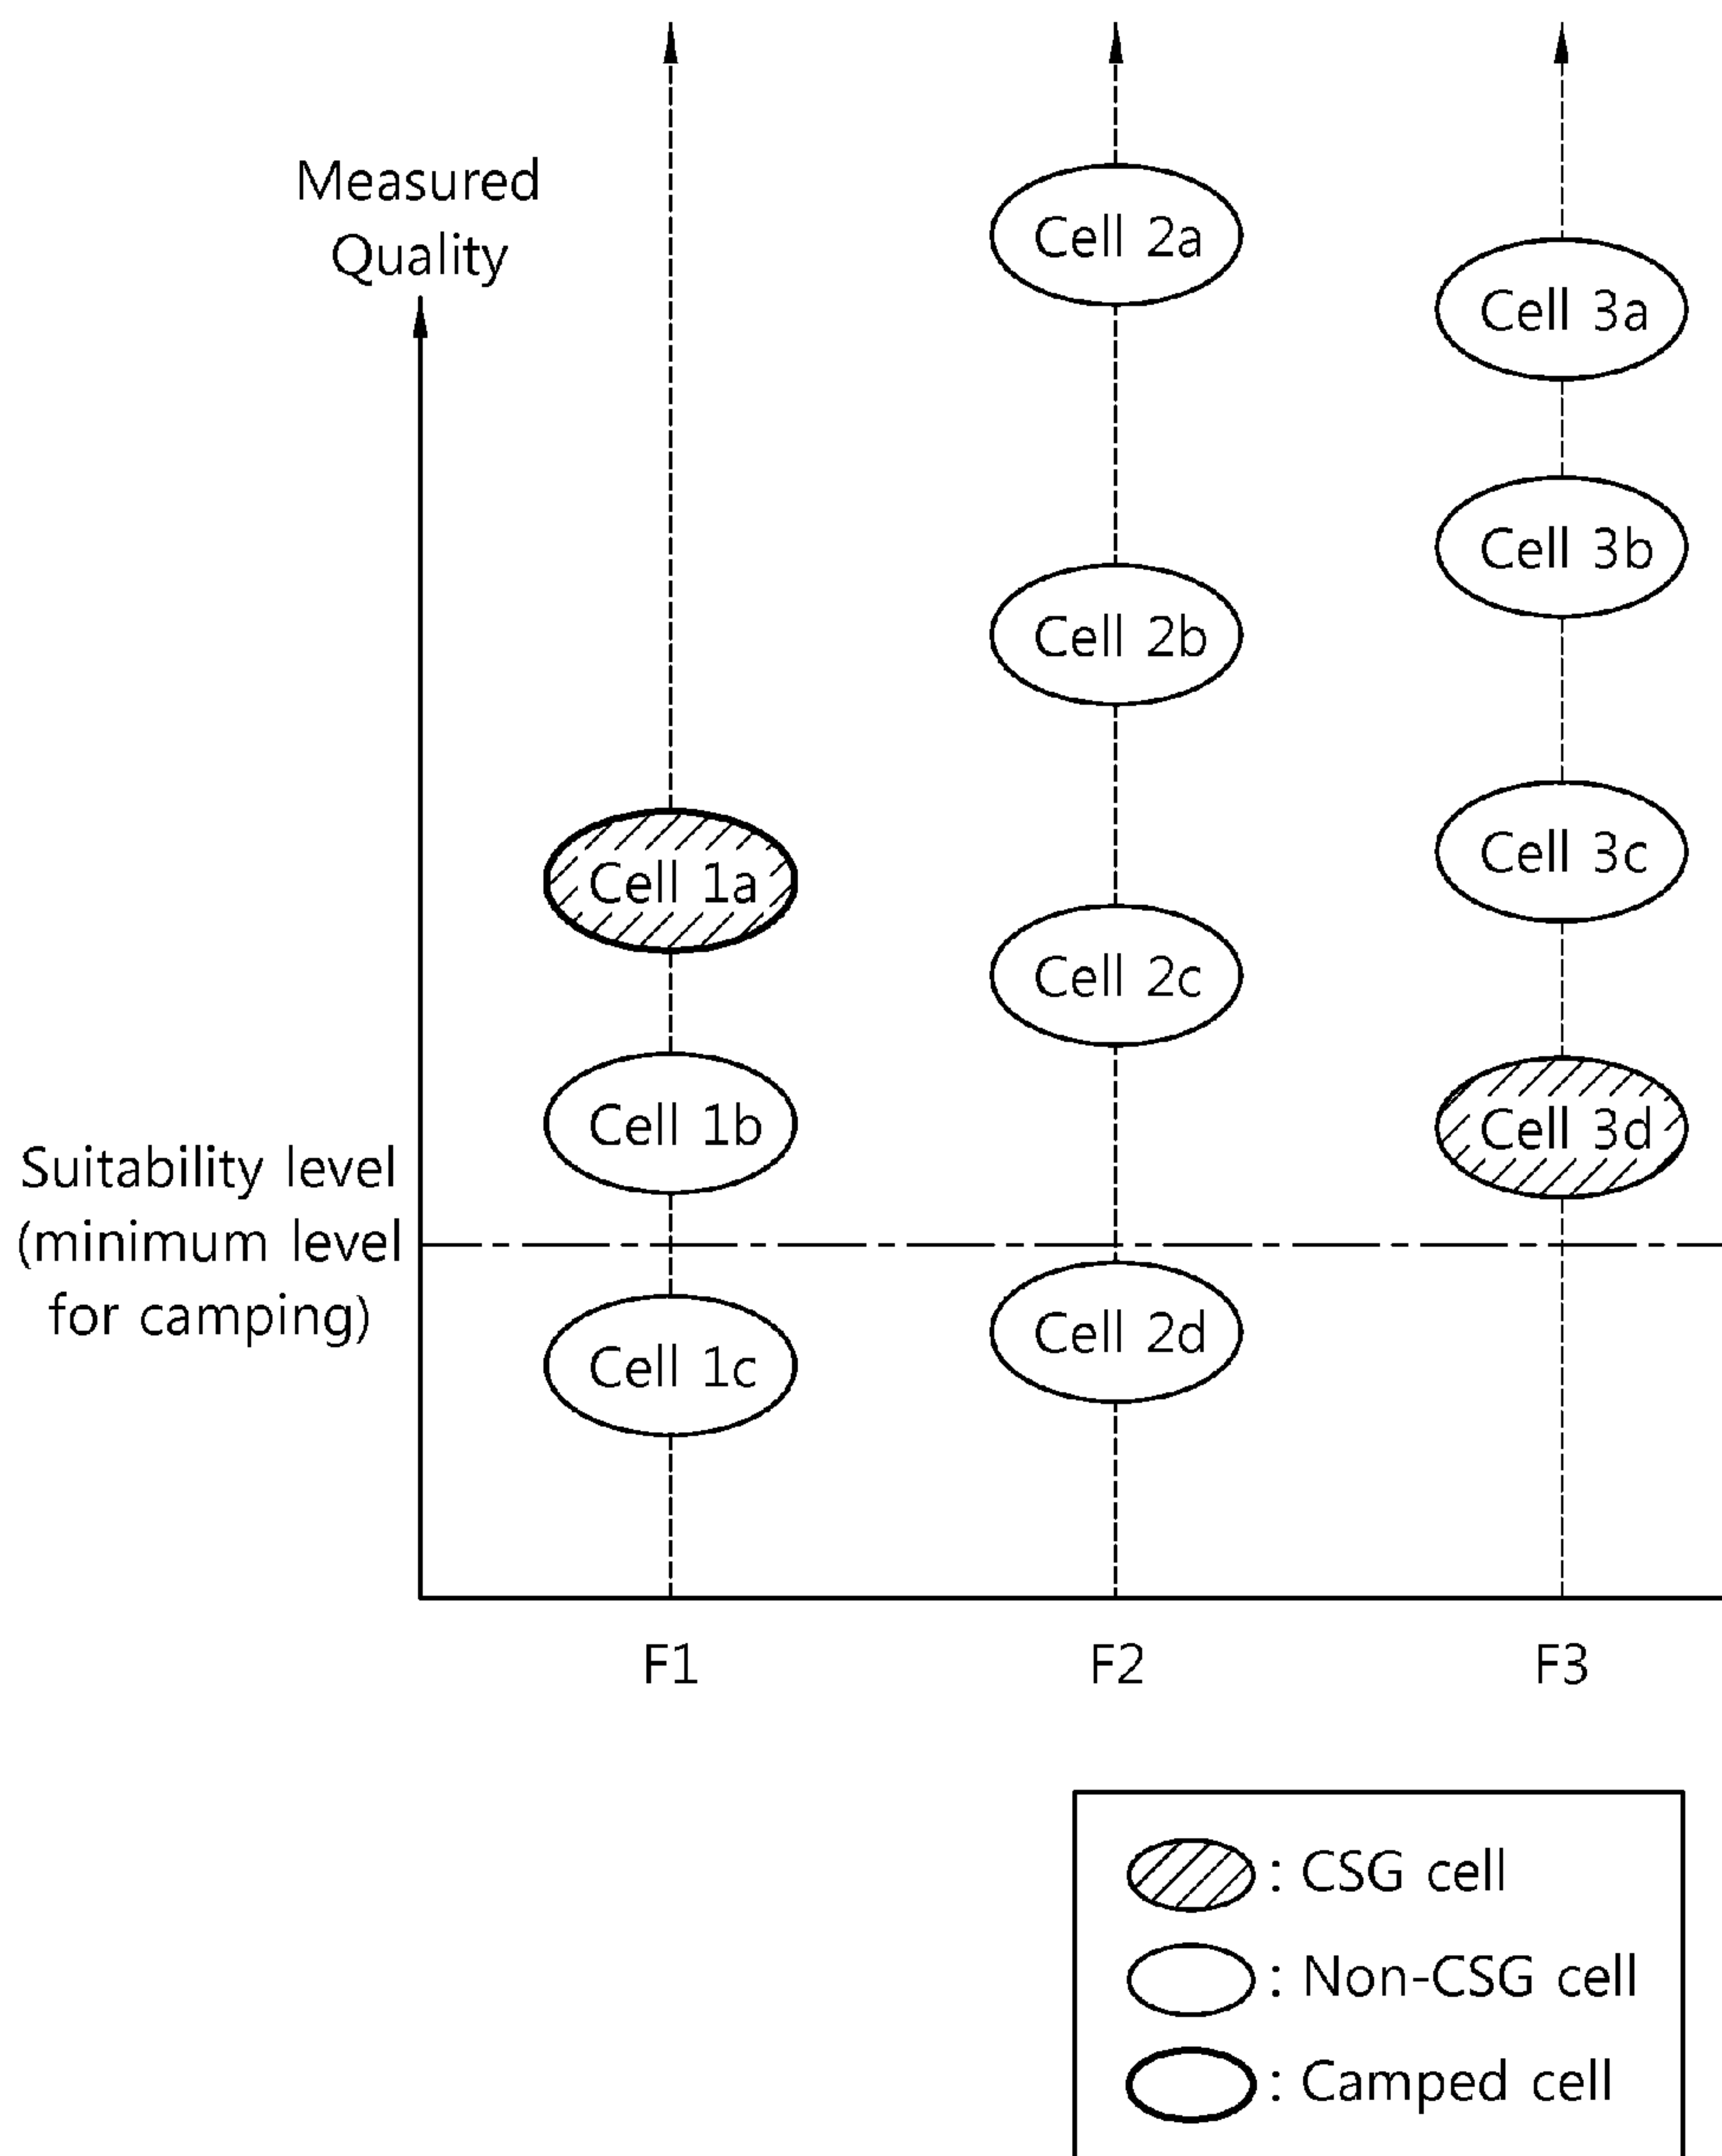 Measured
Quality
Cell 2a
Cell 3a
Cell 3b
Cell 2b
Cell 3c
Cell 1a
Cell 2c
Cell 1b
Cell 3d
Suitability level
(minimum level
for camping)
Cell 2d
Cell 1c
F1
F2
F3
: CSG cell
: Non-CSG cell
: Camped cell